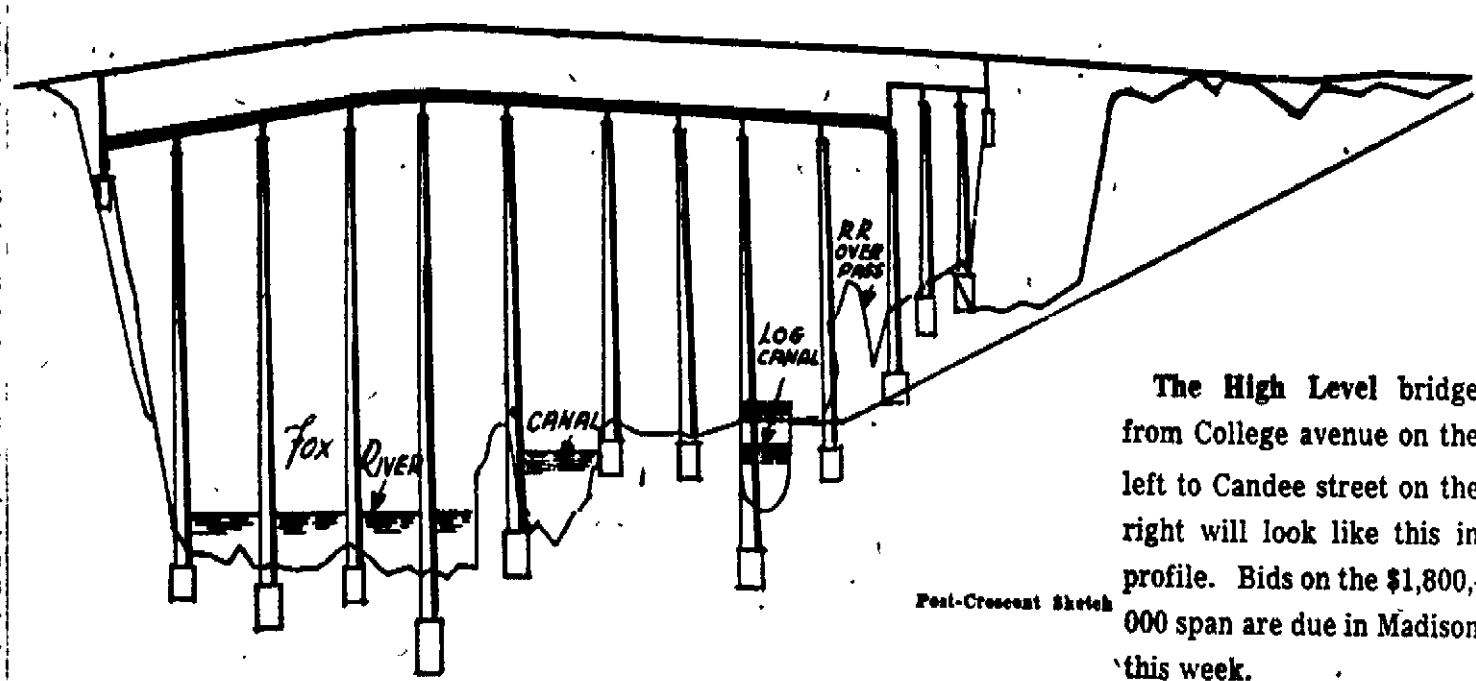 RR
OVER
PASS
LOG
CANAL
CANAL
Fox River
Post-Crescent Sketch
The High Level bridge
from College avenue on the
left to Candee street on the
right will look like this in
profile. Bids on the $1,800,-
000 span are due in Madison
this week.